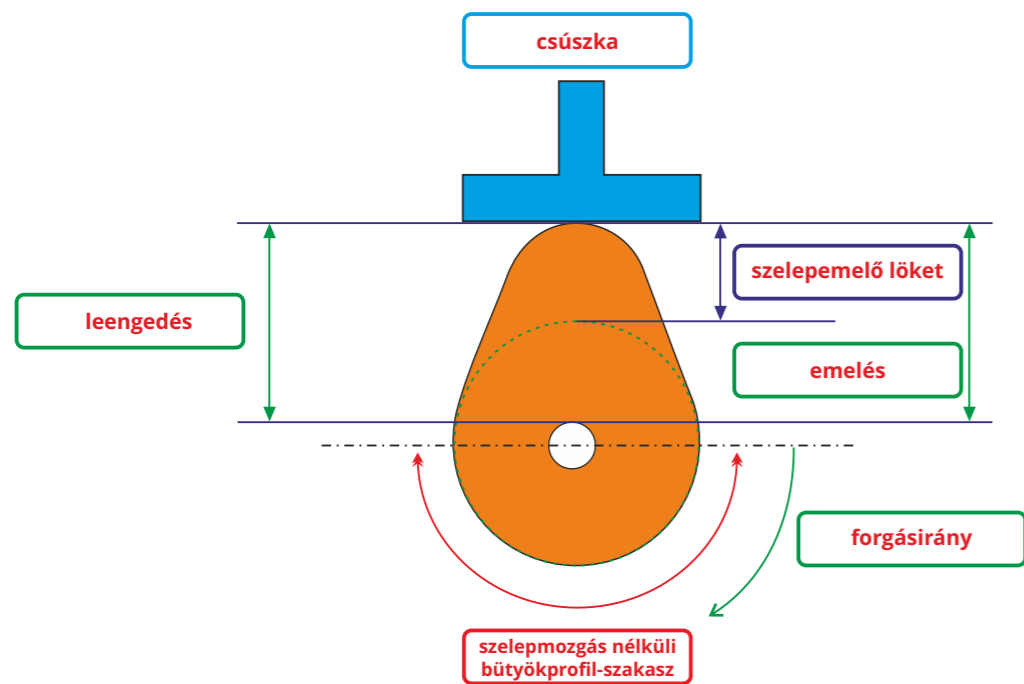 csúszka
szelepemelő löket
leengedés
emelés
forgásirány
szelepmozgás nélküli
bütyökprofil-szakasz